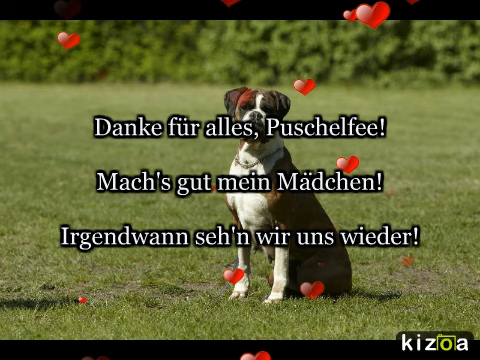 Danke für alles, Puschelfee!
Mach's gut mein Mädchen!
Irgendwann seh'n wir uns wieder!
kizoa